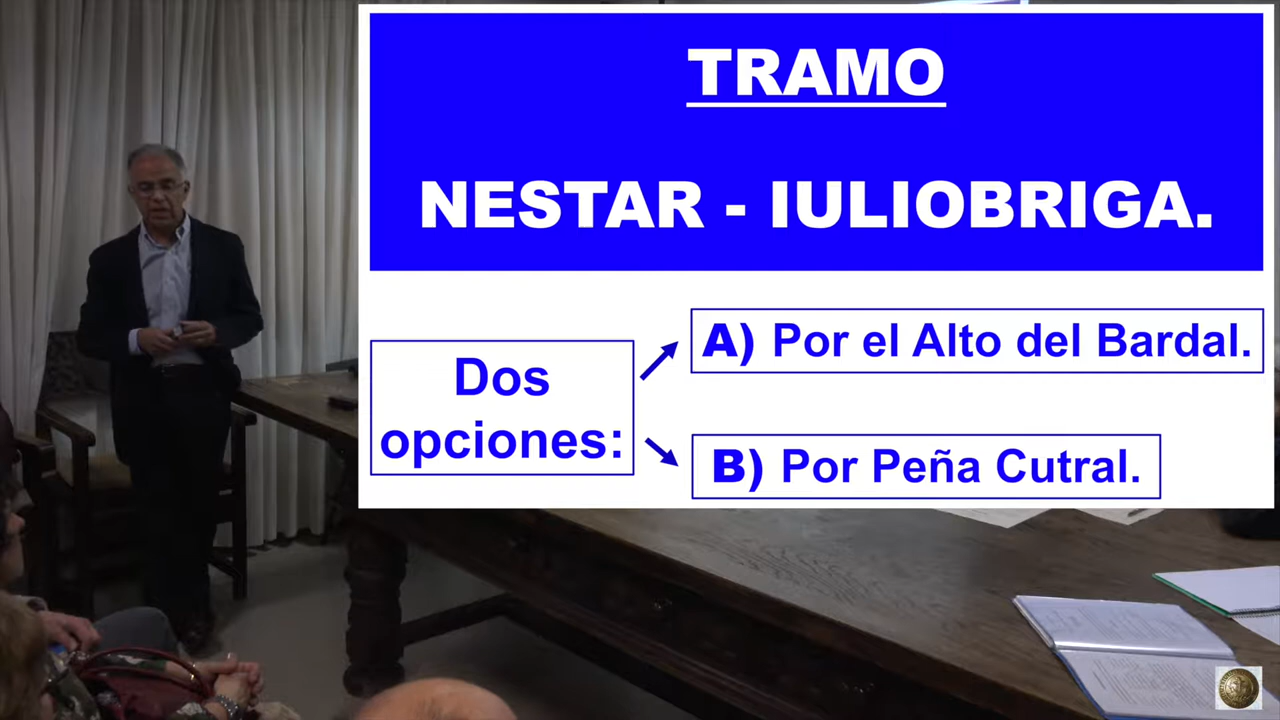 TRAMO
NESTAR - IULIOBRIGA.
Dos
opciones:
A) Por el Alto del Bardal.
B) Por Peña Cutral.